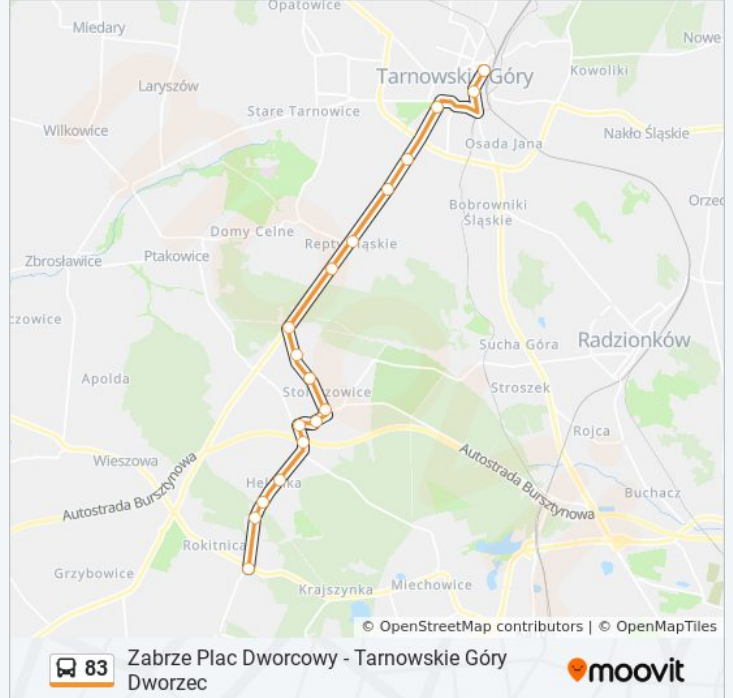 Opatowice
Miedary
Nowe
Tarnowskie Góry
Kowoliki
Laryszów
Stare Tarnowice
Wilkowice
Nakło Śląskie
Osada Jana
Bobrowniki
Śląskie
Domy Celne
Repty Śląskie
Zbrosławice
Ptakowice
Radzionków
Sucha Góra
Apolda
Stroszek
Rojca
Wieszowa
Autostrada Bursztynowa
Buchacz
Autostrada Bursztynowa
Rokitnica
Grzybowice
Krajszynka
Miechowice
© OpenStreetMap contributors | © OpenMapTiles
83
Zabrze Plac Dworcowy - Tarnowskie Góry
Dworzec
moovit